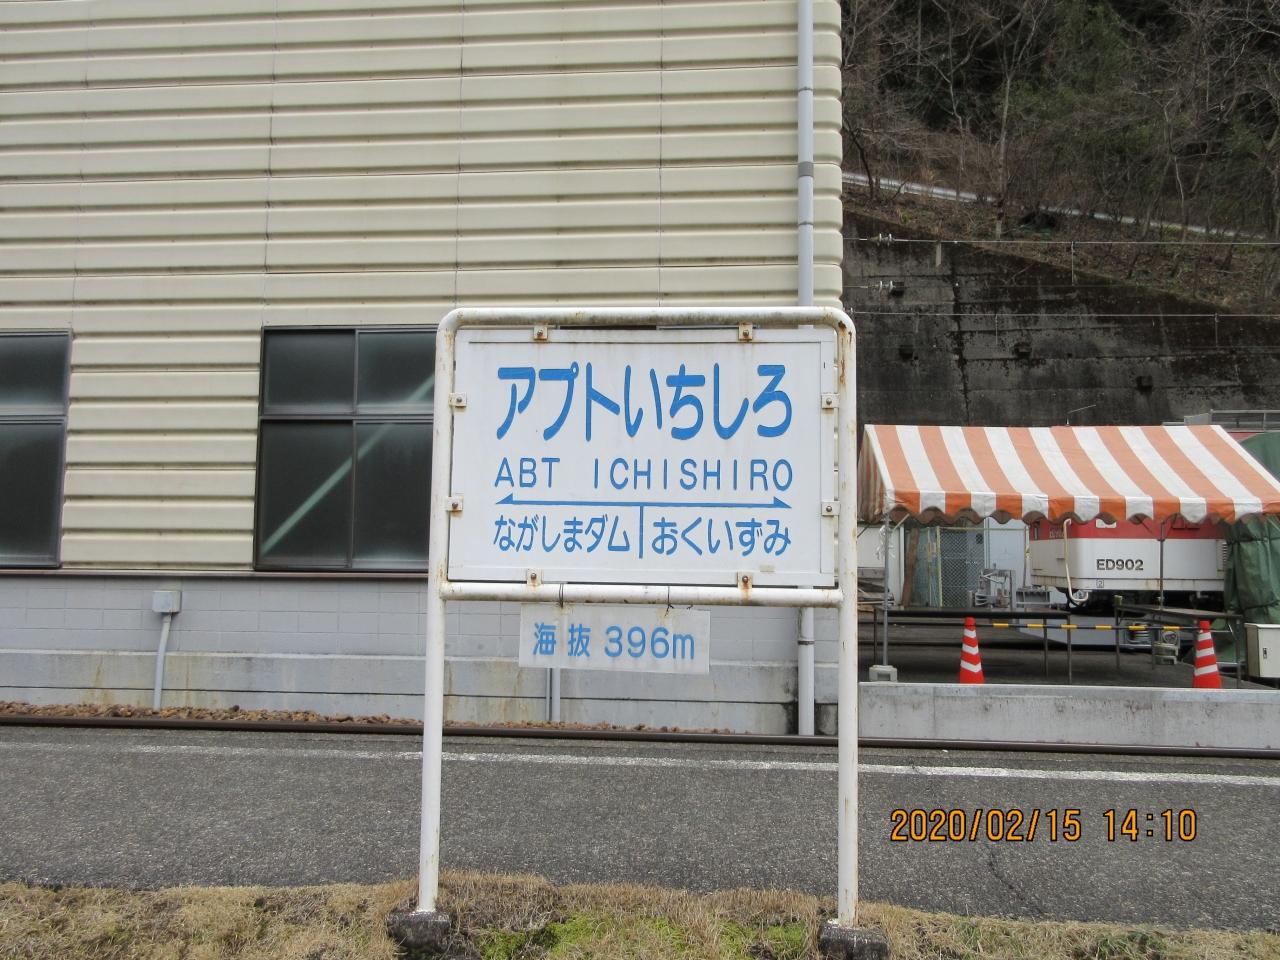 アプトいちしろ
ABT ICHISHIRO
ながしまダム おくいずみ
海抜 396m
ED902
2020/02/15 14:10